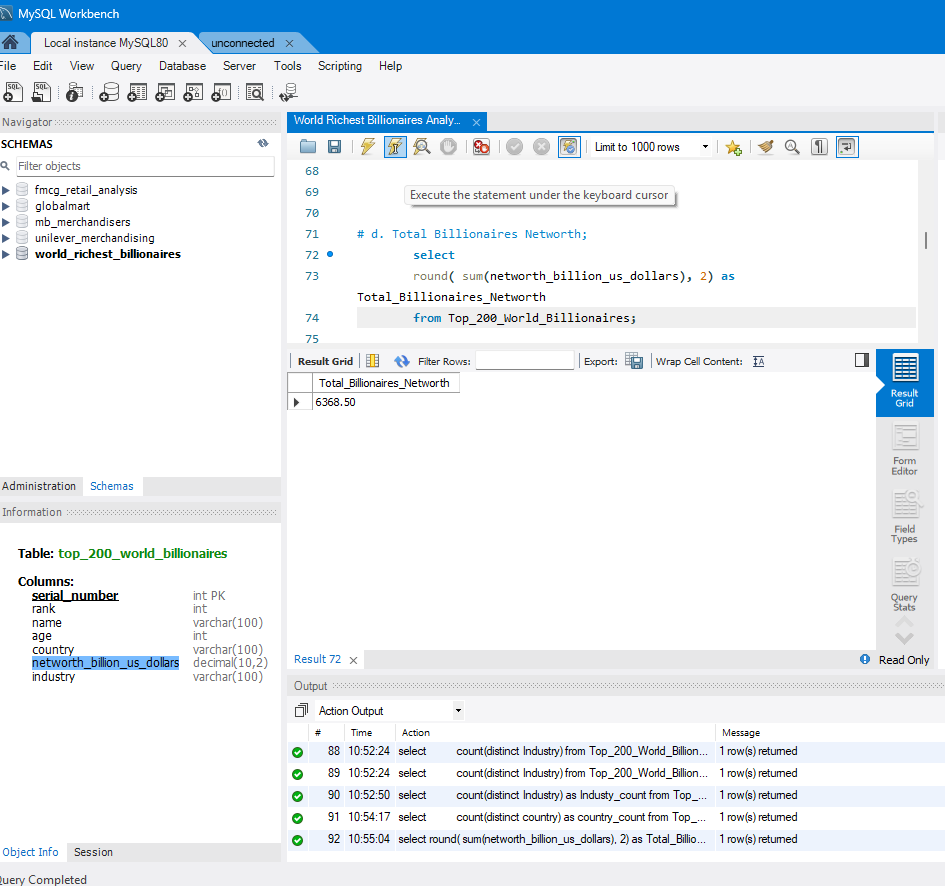 MySQL Workbench
Local instance MySQL80
unconnected
File Edit View Query Database Server Tools Scripting Help
Navigator
SCHEMAS
Filter objects
fmcg_retail_analysis
globalmart
mb_merchandisers
unilever_merchandising
world_richest_billionaires
Administration Schemas
Information
Table: top_200_world_billionaires
Columns:
serial_number int PK
rank int
name varchar(100)
age int
country varchar(100)
networth_billion_us_dollars decimal(10,2)
industry varchar(100)
Object Info Session
Query Completed
World Richest Billionaires Analy...
Limit to 1000 rows
68
69
Execute the statement under the keyboard cursor
70
71 # d. Total Billionaires Networth;
72 select
73 round( sum(networth_billion_us_dollars), 2) as
Total_Billionaires_Networth
74 from Top_200_World_Billionaires;
75
Result Grid Filter Rows: Export: Wrap Cell Content:
Total_Billionaires_Networth
6368.50
Result
Grid
Form
Editor
Field
Types
Query
Stats
Result 72
Read Only
Output
Action Output
# Time Action Message
88 10:52:24 select count(distinct Industry) from Top_200_World_Billion... 1 row(s) returned
89 10:52:24 select count(distinct Industry) from Top_200_World_Billion... 1 row(s) returned
90 10:52:50 select count(distinct Industry) as Industy_count from Top_... 1 row(s) returned
91 10:54:17 select count(distinct country) as country_count from Top_... 1 row(s) returned
92 10:55:04 select round( sum(networth_billion_us_dollars), 2) as Total_Billio... 1 row(s) returned